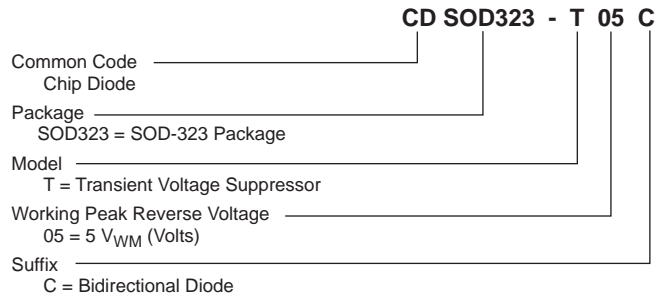 CD SOD323 - T 05 C
Common Code
Chip Diode
Package
SOD323 = SOD-323 Package
Model
T = Transient Voltage Suppressor
Working Peak Reverse Voltage
05 = 5 VWM (Volts)
Suffix
C = Bidirectional Diode